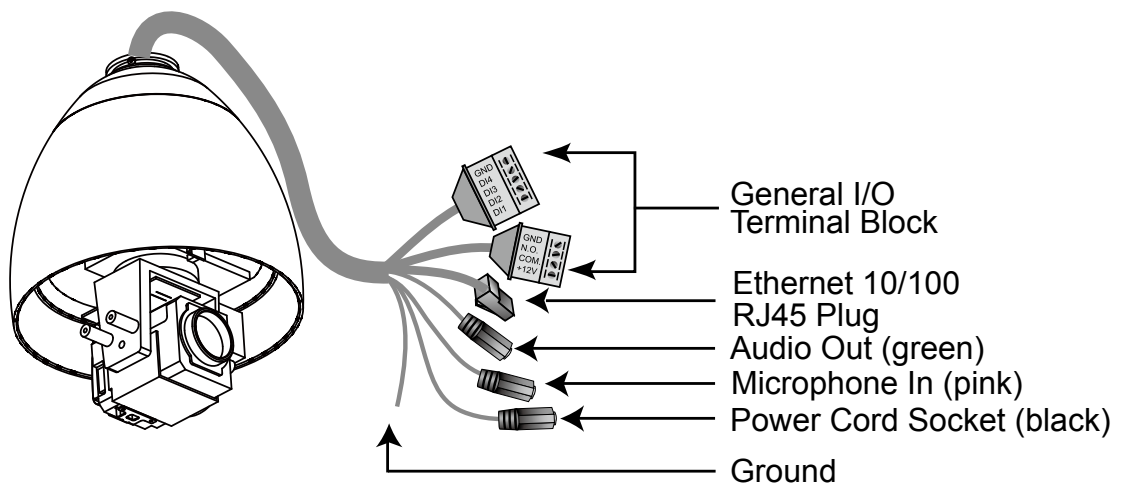 GND
DI4
DI3
DI2
DI1
GND
N.O.
COM.
+12V
General I/O
Terminal Block
Ethernet 10/100
RJ45 Plug
Audio Out (green)
Microphone In (pink)
Power Cord Socket (black)
Ground